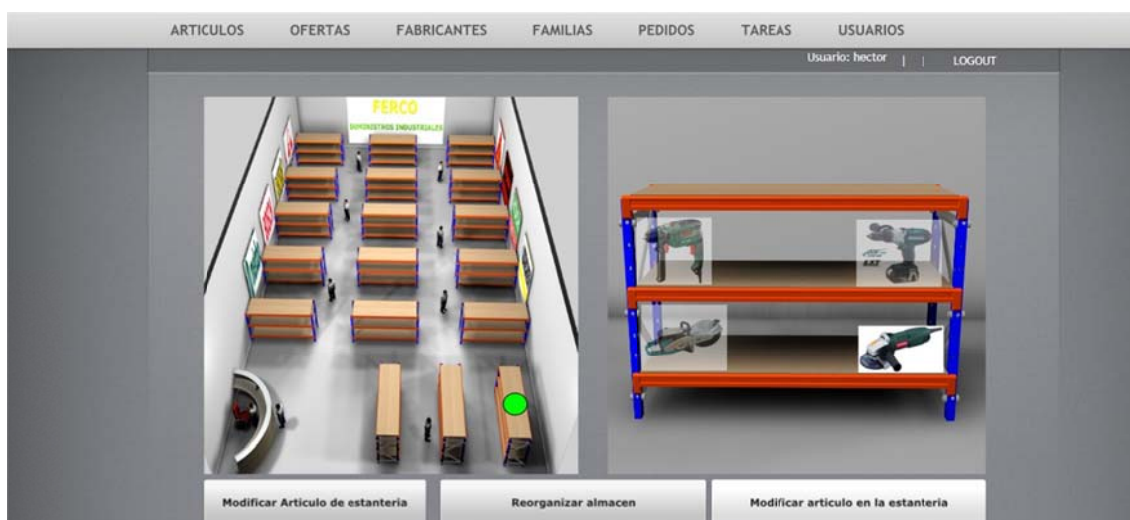 ARTICULOS OFERTAS FABRICANTES FAMILIAS PEDIDOS TAREAS USUARIOS
Usuario: hector | | LOGOUT
FERCO
SUMINISTROS INDUSTRIALES
Modificar Articulo de estanteria Reorganizar almacen Modificar articulo en la estanteria